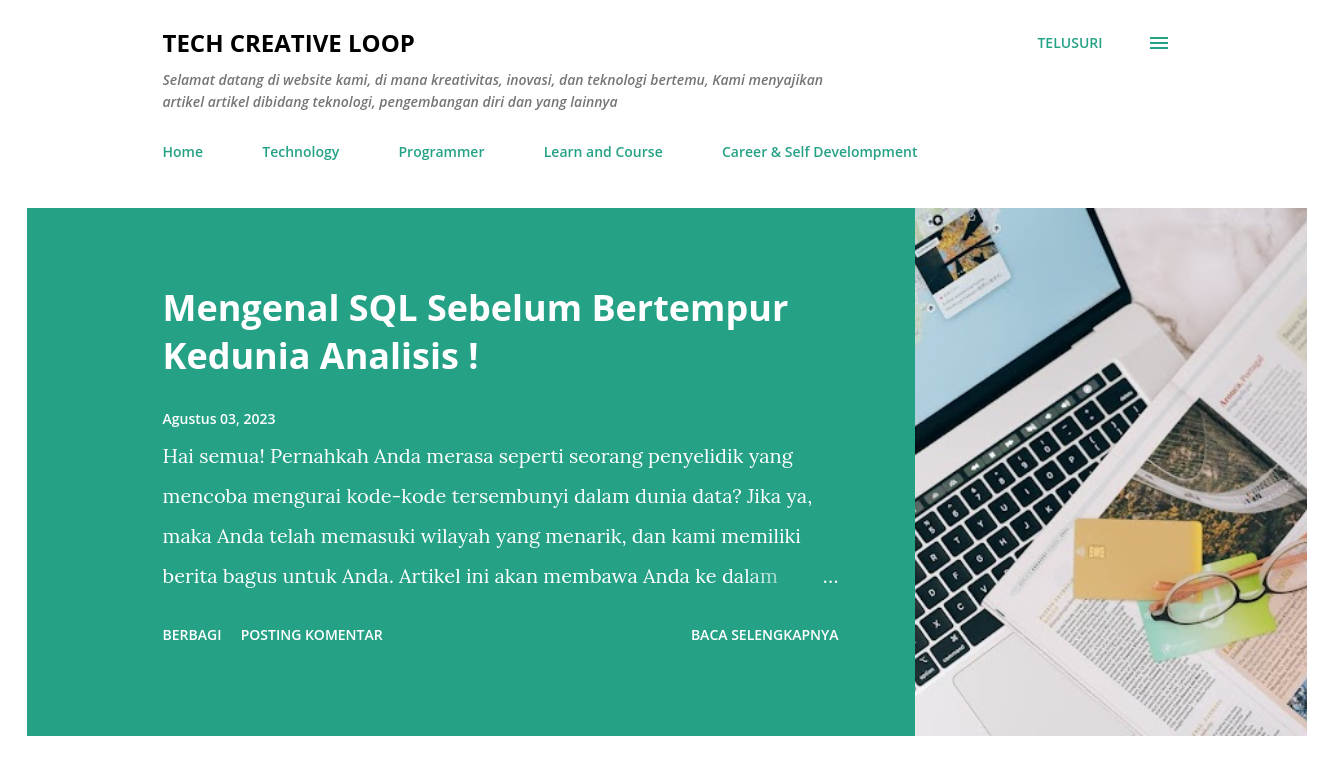 TECH CREATIVE LOOP
TELUSURI
Selamat datang di website kami, di mana kreativitas, inovasi, dan teknologi bertemu, Kami menyajikan
artikel artikel dibidang teknologi, pengembangan diri dan yang lainnya
Home Technology Programmer Learn and Course Career & Self Develompment
Mengenal SQL Sebelum Bertempur
Kedunia Analisis !
Agustus 03, 2023
Hai semua! Pernahkah Anda merasa seperti seorang penyelidik yang
mencoba mengurai kode-kode tersembunyi dalam dunia data? Jika ya,
maka Anda telah memasuki wilayah yang menarik, dan kami memiliki
berita bagus untuk Anda. Artikel ini akan membawa Anda ke dalam ...
BERBAGI POSTING KOMENTAR BACA SELENGKAPNYA
Arouca, Portugal